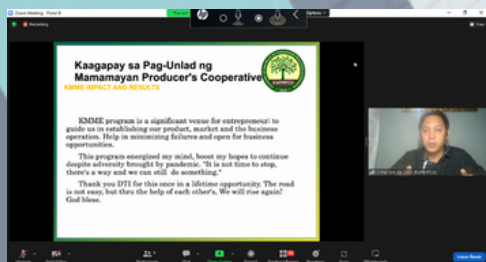 Zoom Meeting
Recording
View
Kaagapay sa Pag-Unlad ng
Mamamayan Producer's Cooperative
KMME IMPACT AND RESULTS
KMME program is a significant venue for entrepreneurs to
guide us in establishing our product, market and the business
operation. Help in minimizing failures and open for business
opportunities.
This program energized my mind, boost my hopes to continue
despite adversity brought by pandemic. "It is not time to stop,
there's a way and we can still do something."
Thank you DTI for this once in a lifetime opportunity. The road
is not easy, but thru the help of each other's, We will rise again!
God bless.
Leave Room